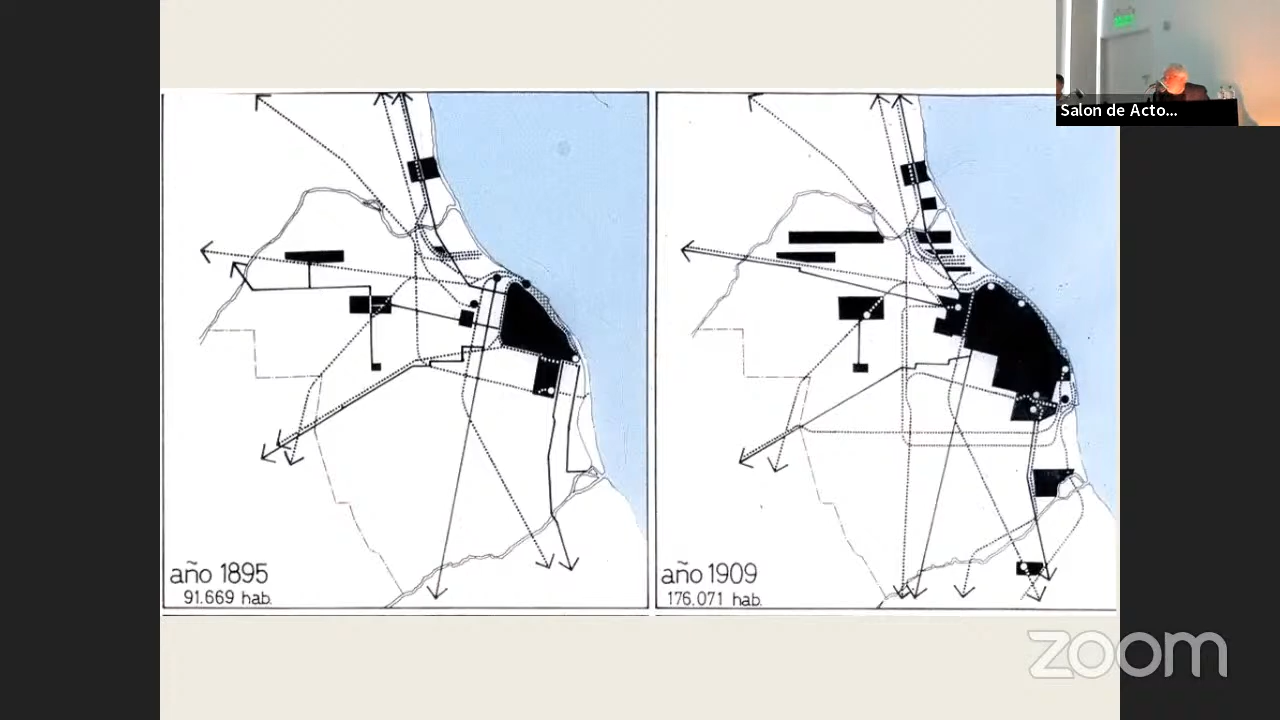 Salon de Acto...
año 1895
91.669 hab.
año 1909
176.071 hab.
zoom